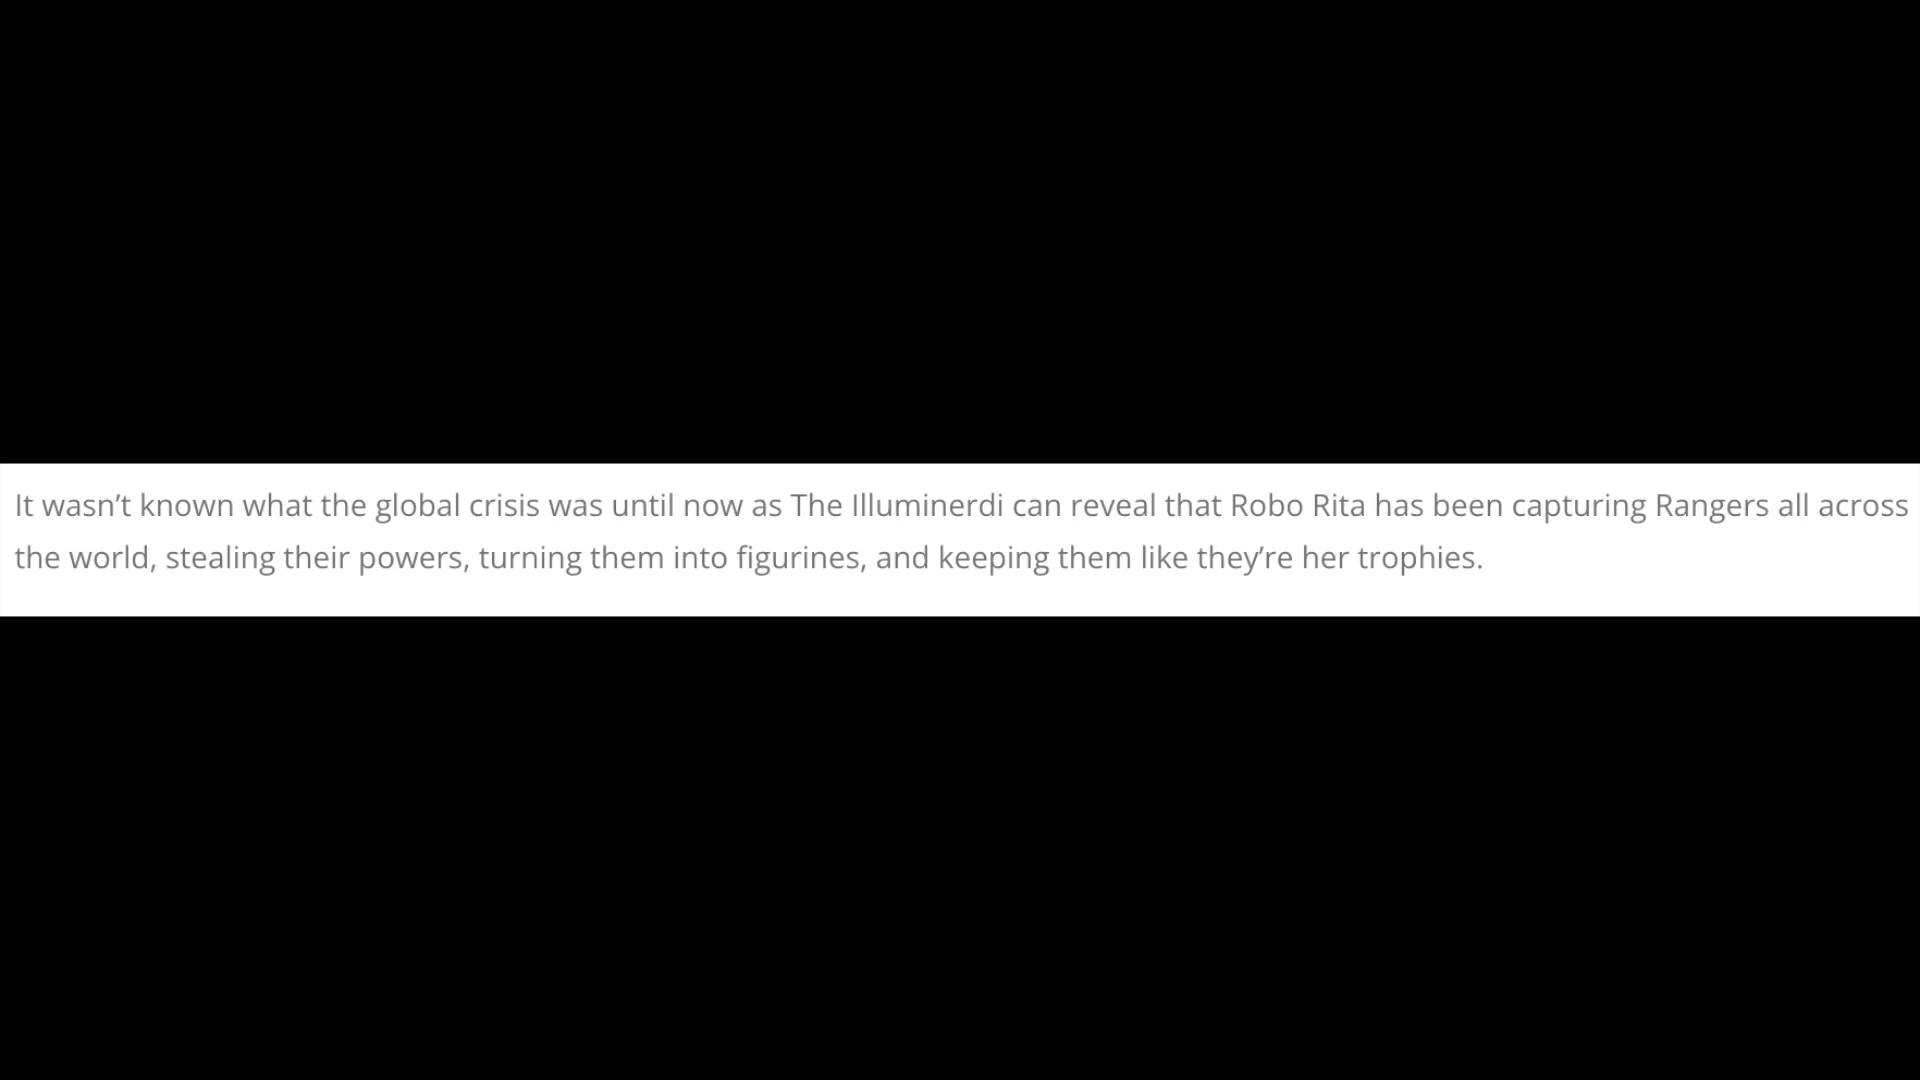 It wasn’t known what the global crisis was until now as The Illuminerdi can reveal that Robo Rita has been capturing Rangers all across
the world, stealing their powers, turning them into figurines, and keeping them like they’re her trophies.